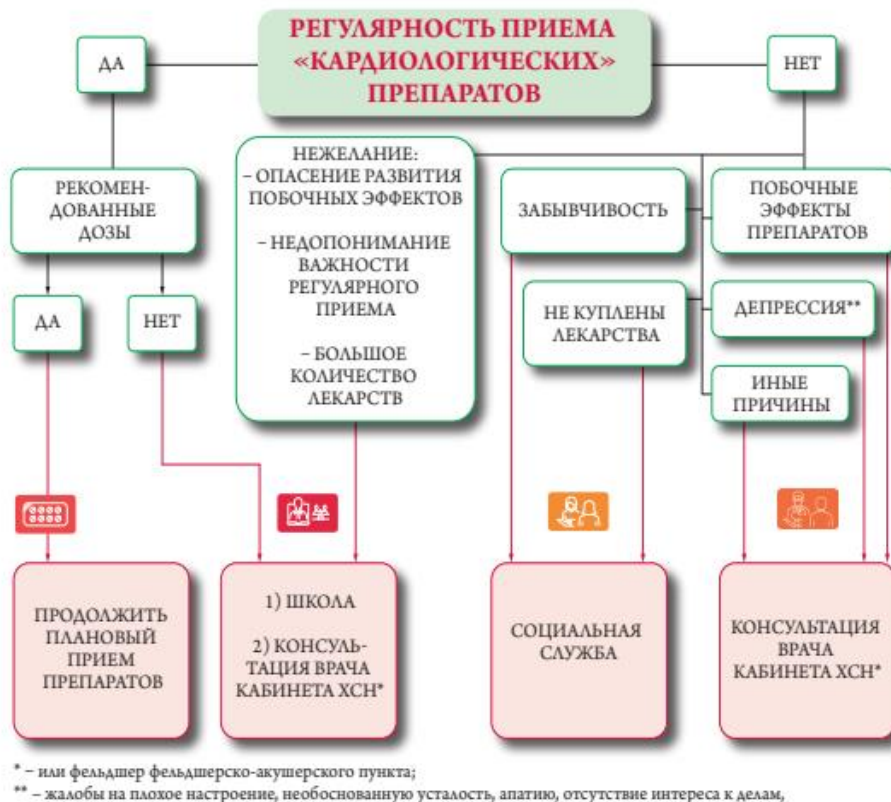 РЕГУЛЯРНОСТЬ ПРИЕМА
«КАРДИОЛОГИЧЕСКИХ»
ПРЕПАРАТОВ
ДА
НЕТ
РЕКОМЕН-
ДОВАННЫЕ
ДОЗЫ
ДА
НЕТ
НЕЖЕЛАНИЕ:
– ОПАСЕНИЕ РАЗВИТИЯ
ПОБОЧНЫХ ЭФФЕКТОВ
– НЕДОПОНИМАНИЕ
ВАЖНОСТИ
РЕГУЛЯРНОГО
ПРИЕМА
– БОЛЬШОЕ
КОЛИЧЕСТВО
ЛЕКАРСТВ
ЗАБЫВЧИВОСТЬ
НЕ КУПЛЕНЫ
ЛЕКАРСТВА
ПОБОЧНЫЕ
ЭФФЕКТЫ
ПРЕПАРАТОВ
ДЕПРЕССИЯ**
ИНЫЕ
ПРИЧИНЫ
ПРОДОЛЖИТЬ
ПЛАНОВЫЙ
ПРИЕМ
ПРЕПАРАТОВ
1) ШКОЛА
2) КОНСУЛЬ-
ТАЦИЯ ВРАЧА
КАБИНЕТА ХСН*
СОЦИАЛЬНАЯ
СЛУЖБА
КОНСУЛЬТАЦИЯ
ВРАЧА
КАБИНЕТА ХСН*
* – или фельдшер фельдшерско-акушерского пункта;
** – жалобы на плохое настроение, необоснованную усталость, апатию, отсутствие интереса к делам,